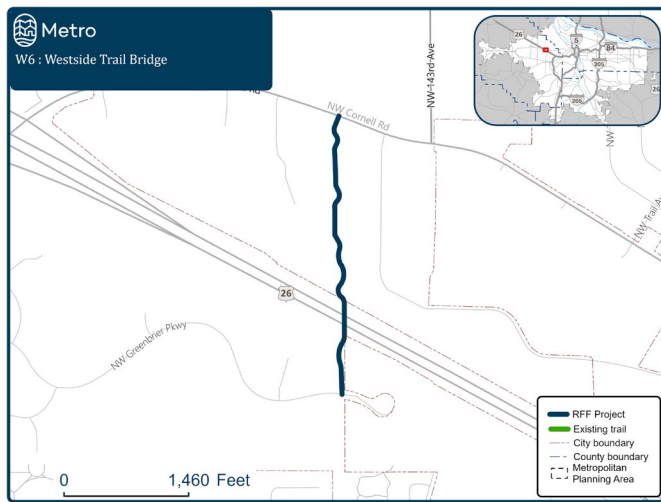 Metro
W6 : Westside Trail Bridge
Rd
NW Cornell Rd
NW 143rd Ave
NW Trail Av
26
NW Greenbrier Pkwy
26
5
84
205
205
26
NW
0 1,460 Feet
RFF Project
Existing trail
City boundary
County boundary
Metropolitan
Planning Area